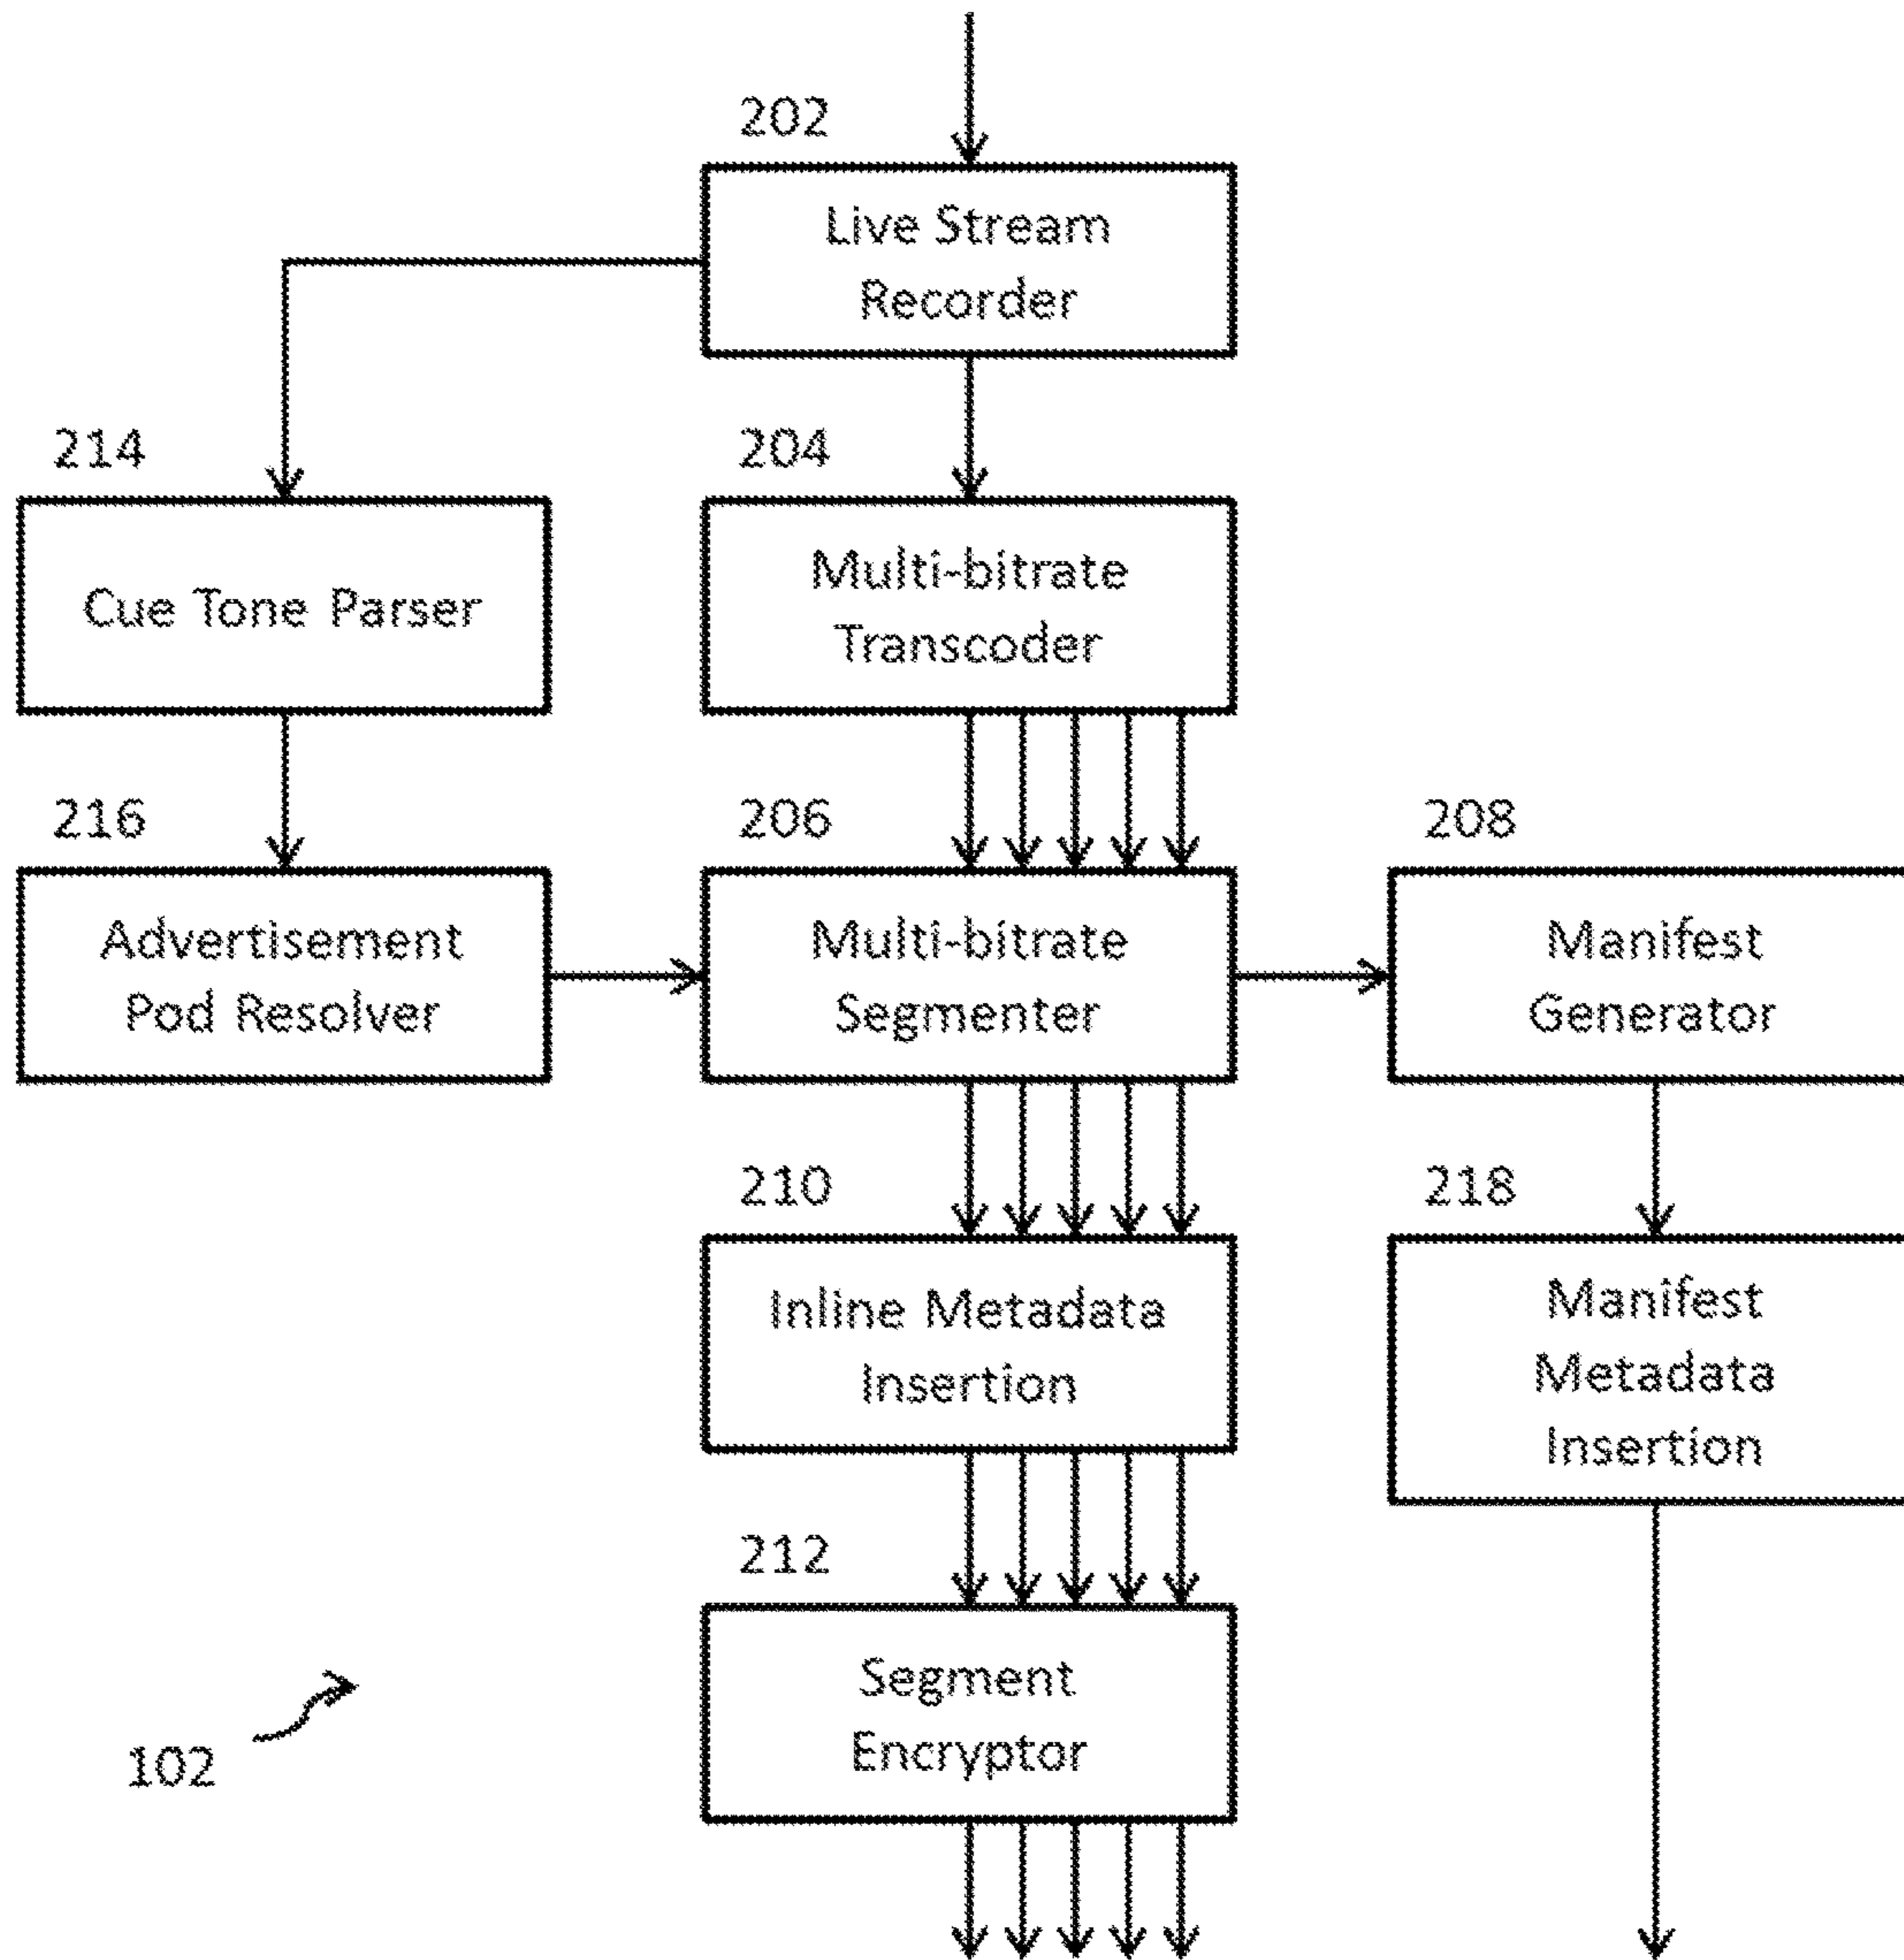 202
Live Stream
Recorder
214
204
Cue Tone Parser
Multi-bitrate
Transcoder
216
206
208
Advertisement
Pod Resolver
Multi-bitrate
Segmenter
Manifest
Generator
210
218
Inline Metadata
Insertion
Manifest
Metadata
Insertion
212
Segment
Encryptor
102